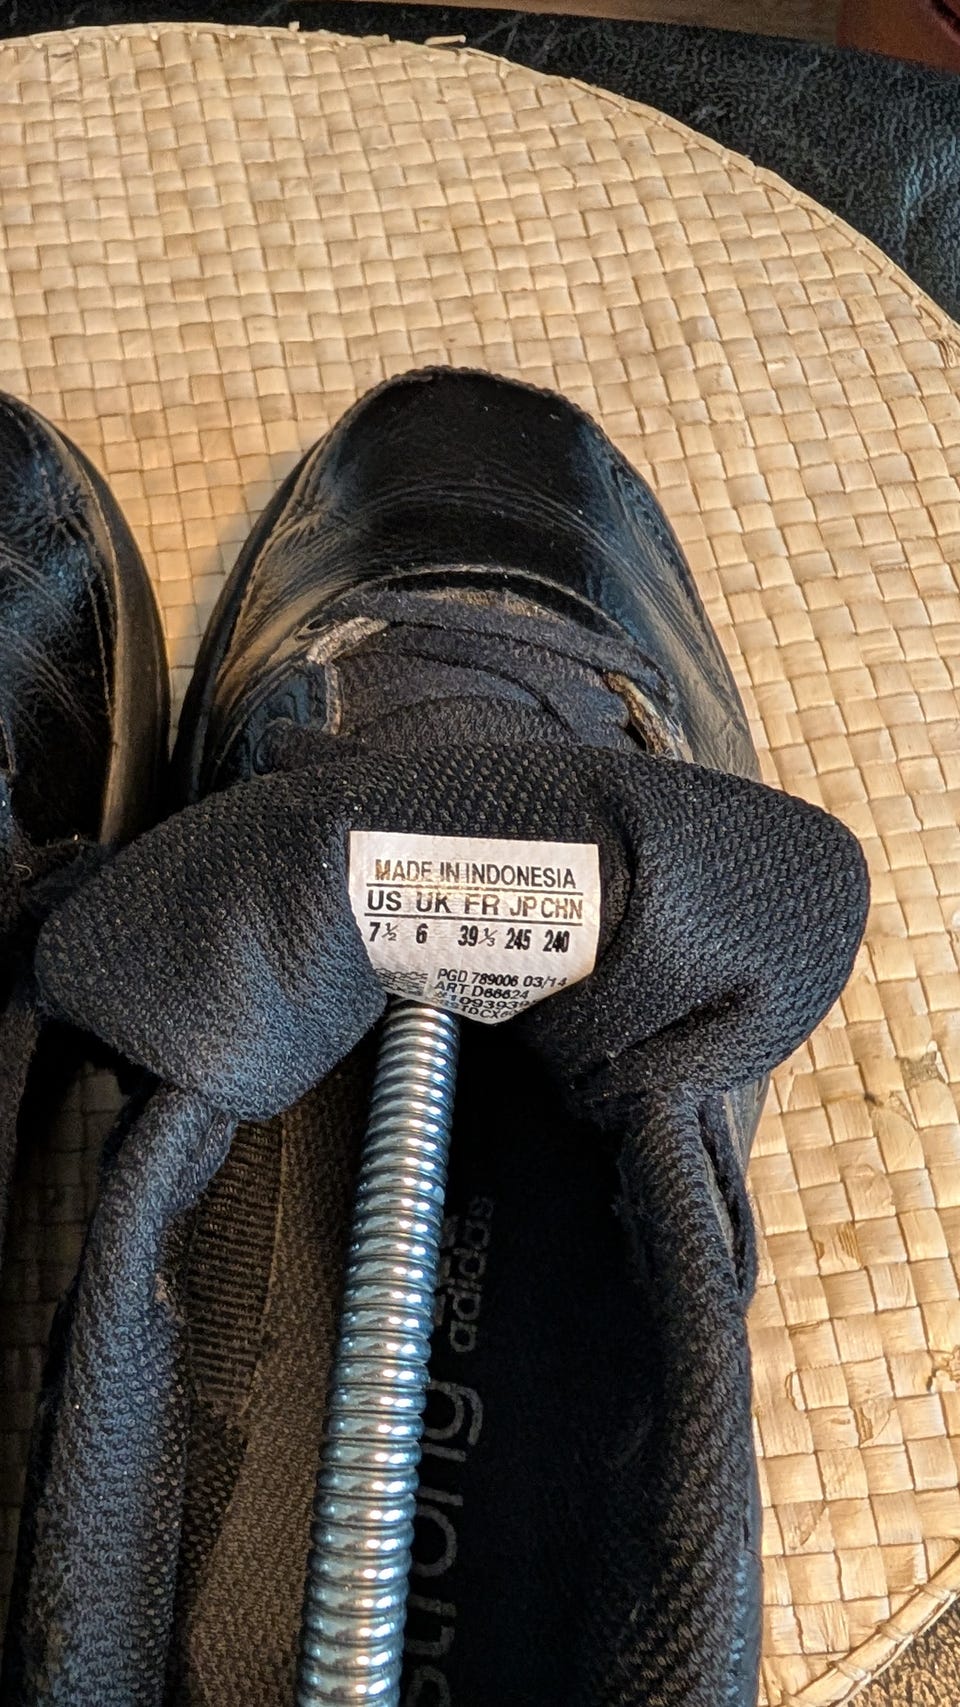 MADE IN INDONESIA
US UK FR JP CHN
7½ 6 39⅓ 245 240
PGD 789006 03/14
ART D66624
adidas